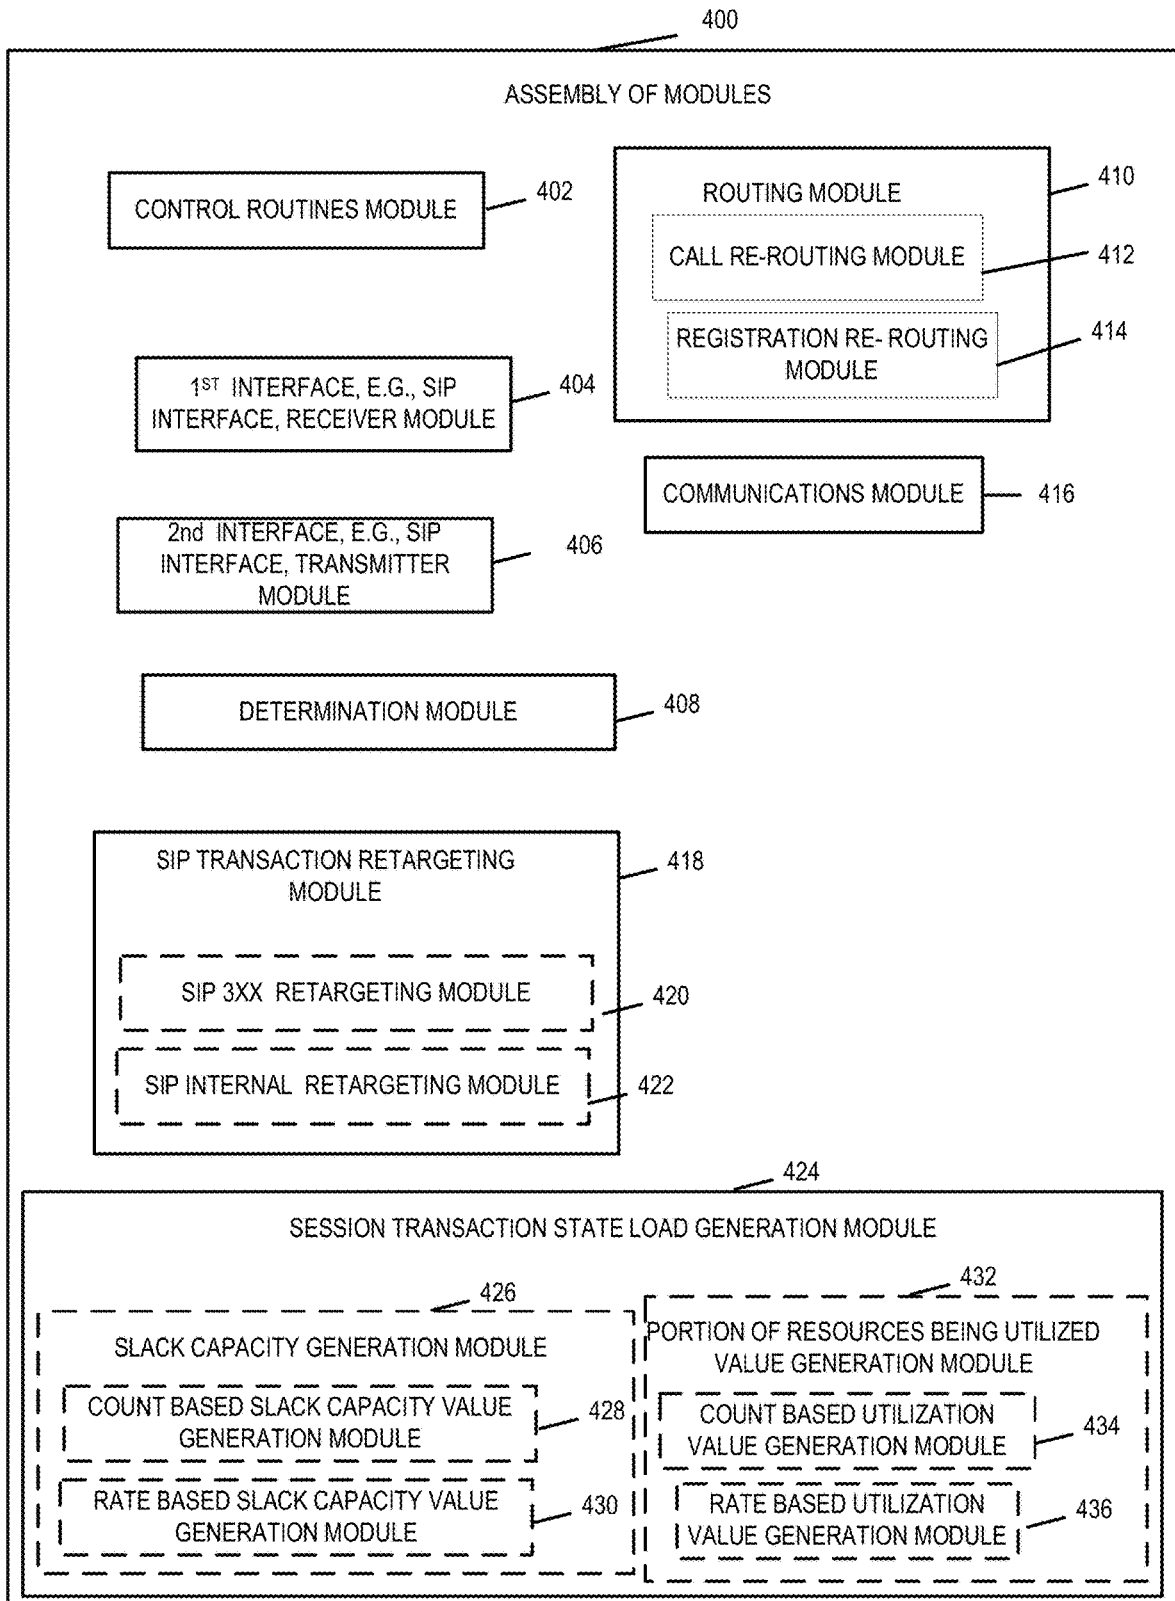 400
ASSEMBLY OF MODULES
CONTROL ROUTINES MODULE
402
ROUTING MODULE
410
CALL RE-ROUTING MODULE
412
REGISTRATION RE- ROUTING
MODULE
414
1ST INTERFACE, E.G., SIP
INTERFACE, RECEIVER MODULE
404
COMMUNICATIONS MODULE
416
2nd INTERFACE, E.G., SIP
INTERFACE, TRANSMITTER
MODULE
406
DETERMINATION MODULE
408
SIP TRANSACTION RETARGETING
MODULE
418
SIP 3XX RETARGETING MODULE
420
SIP INTERNAL RETARGETING MODULE
422
424
SESSION TRANSACTION STATE LOAD GENERATION MODULE
426
SLACK CAPACITY GENERATION MODULE
COUNT BASED SLACK CAPACITY VALUE
GENERATION MODULE
428
RATE BASED SLACK CAPACITY VALUE
GENERATION MODULE
430
432
PORTION OF RESOURCES BEING UTILIZED
VALUE GENERATION MODULE
COUNT BASED UTILIZATION
VALUE GENERATION MODULE
434
RATE BASED UTILIZATION
VALUE GENERATION MODULE
436